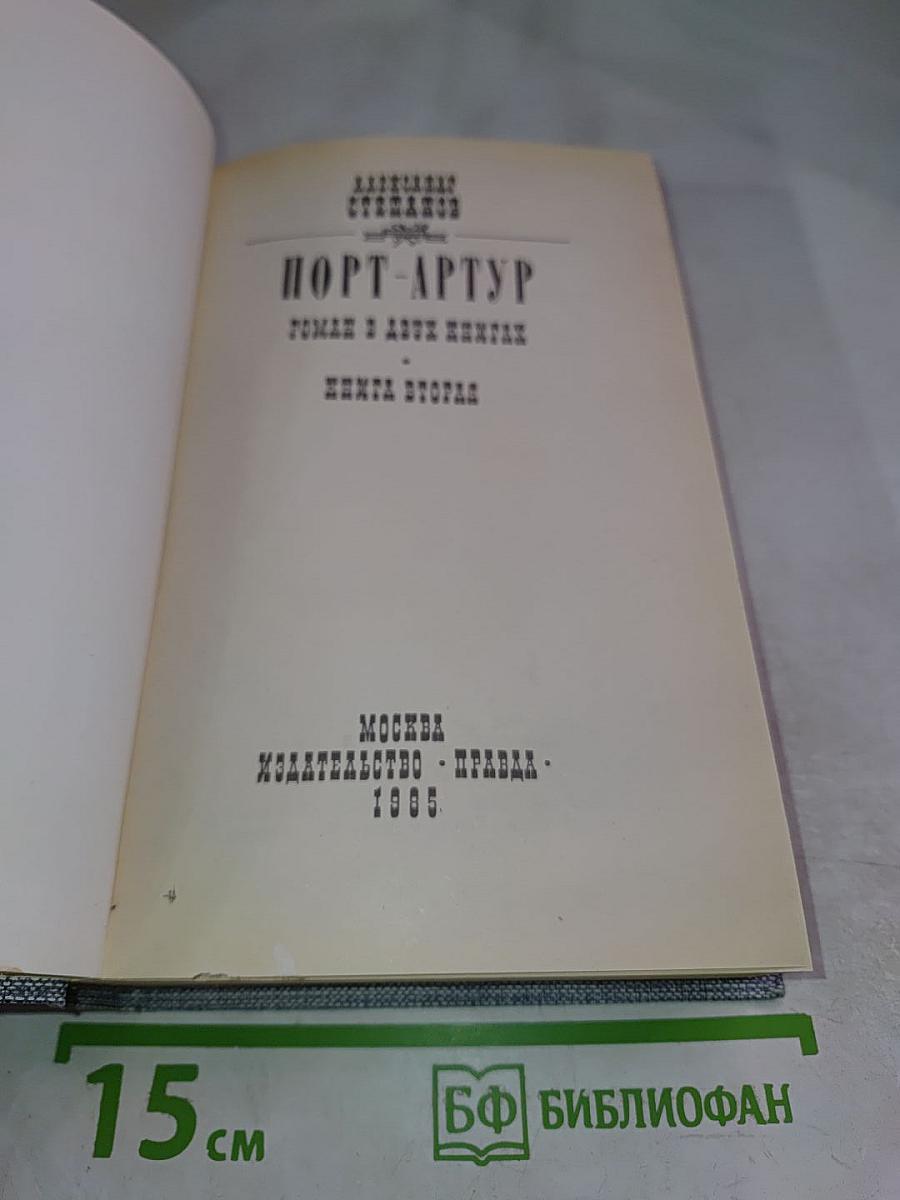 АЛЕКСАНДР
СТЕПАНОВ
ПОРТ-АРТУР
РОМАН В ДВУХ КНИГАХ
КНИГА ВТОРАЯ
МОСКВА
ИЗДАТЕЛЬСТВО «ПРАВДА»
1985
15 см
БФ БИБЛИОФАН